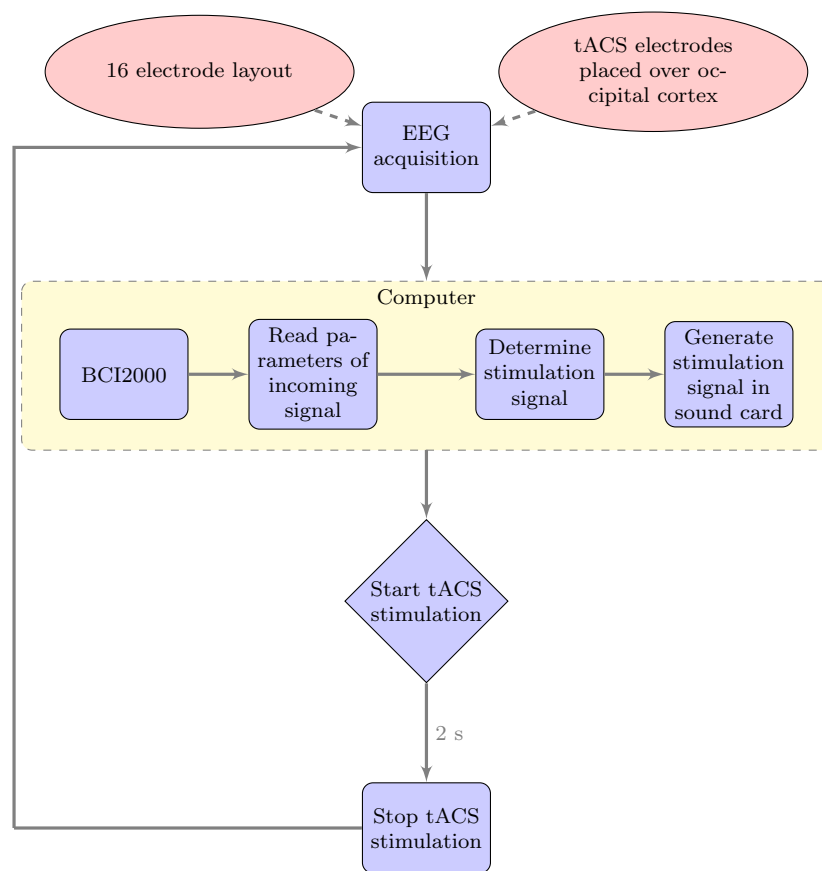 16 electrode layout
tACS electrodes
placed over oc-
cipital cortex
EEG
acquisition
Computer
BCI2000
Read pa-
rameters of
incoming
signal
Determine
stimulation
signal
Generate
stimulation
signal in
sound card
Start tACS
stimulation
2 s
Stop tACS
stimulation